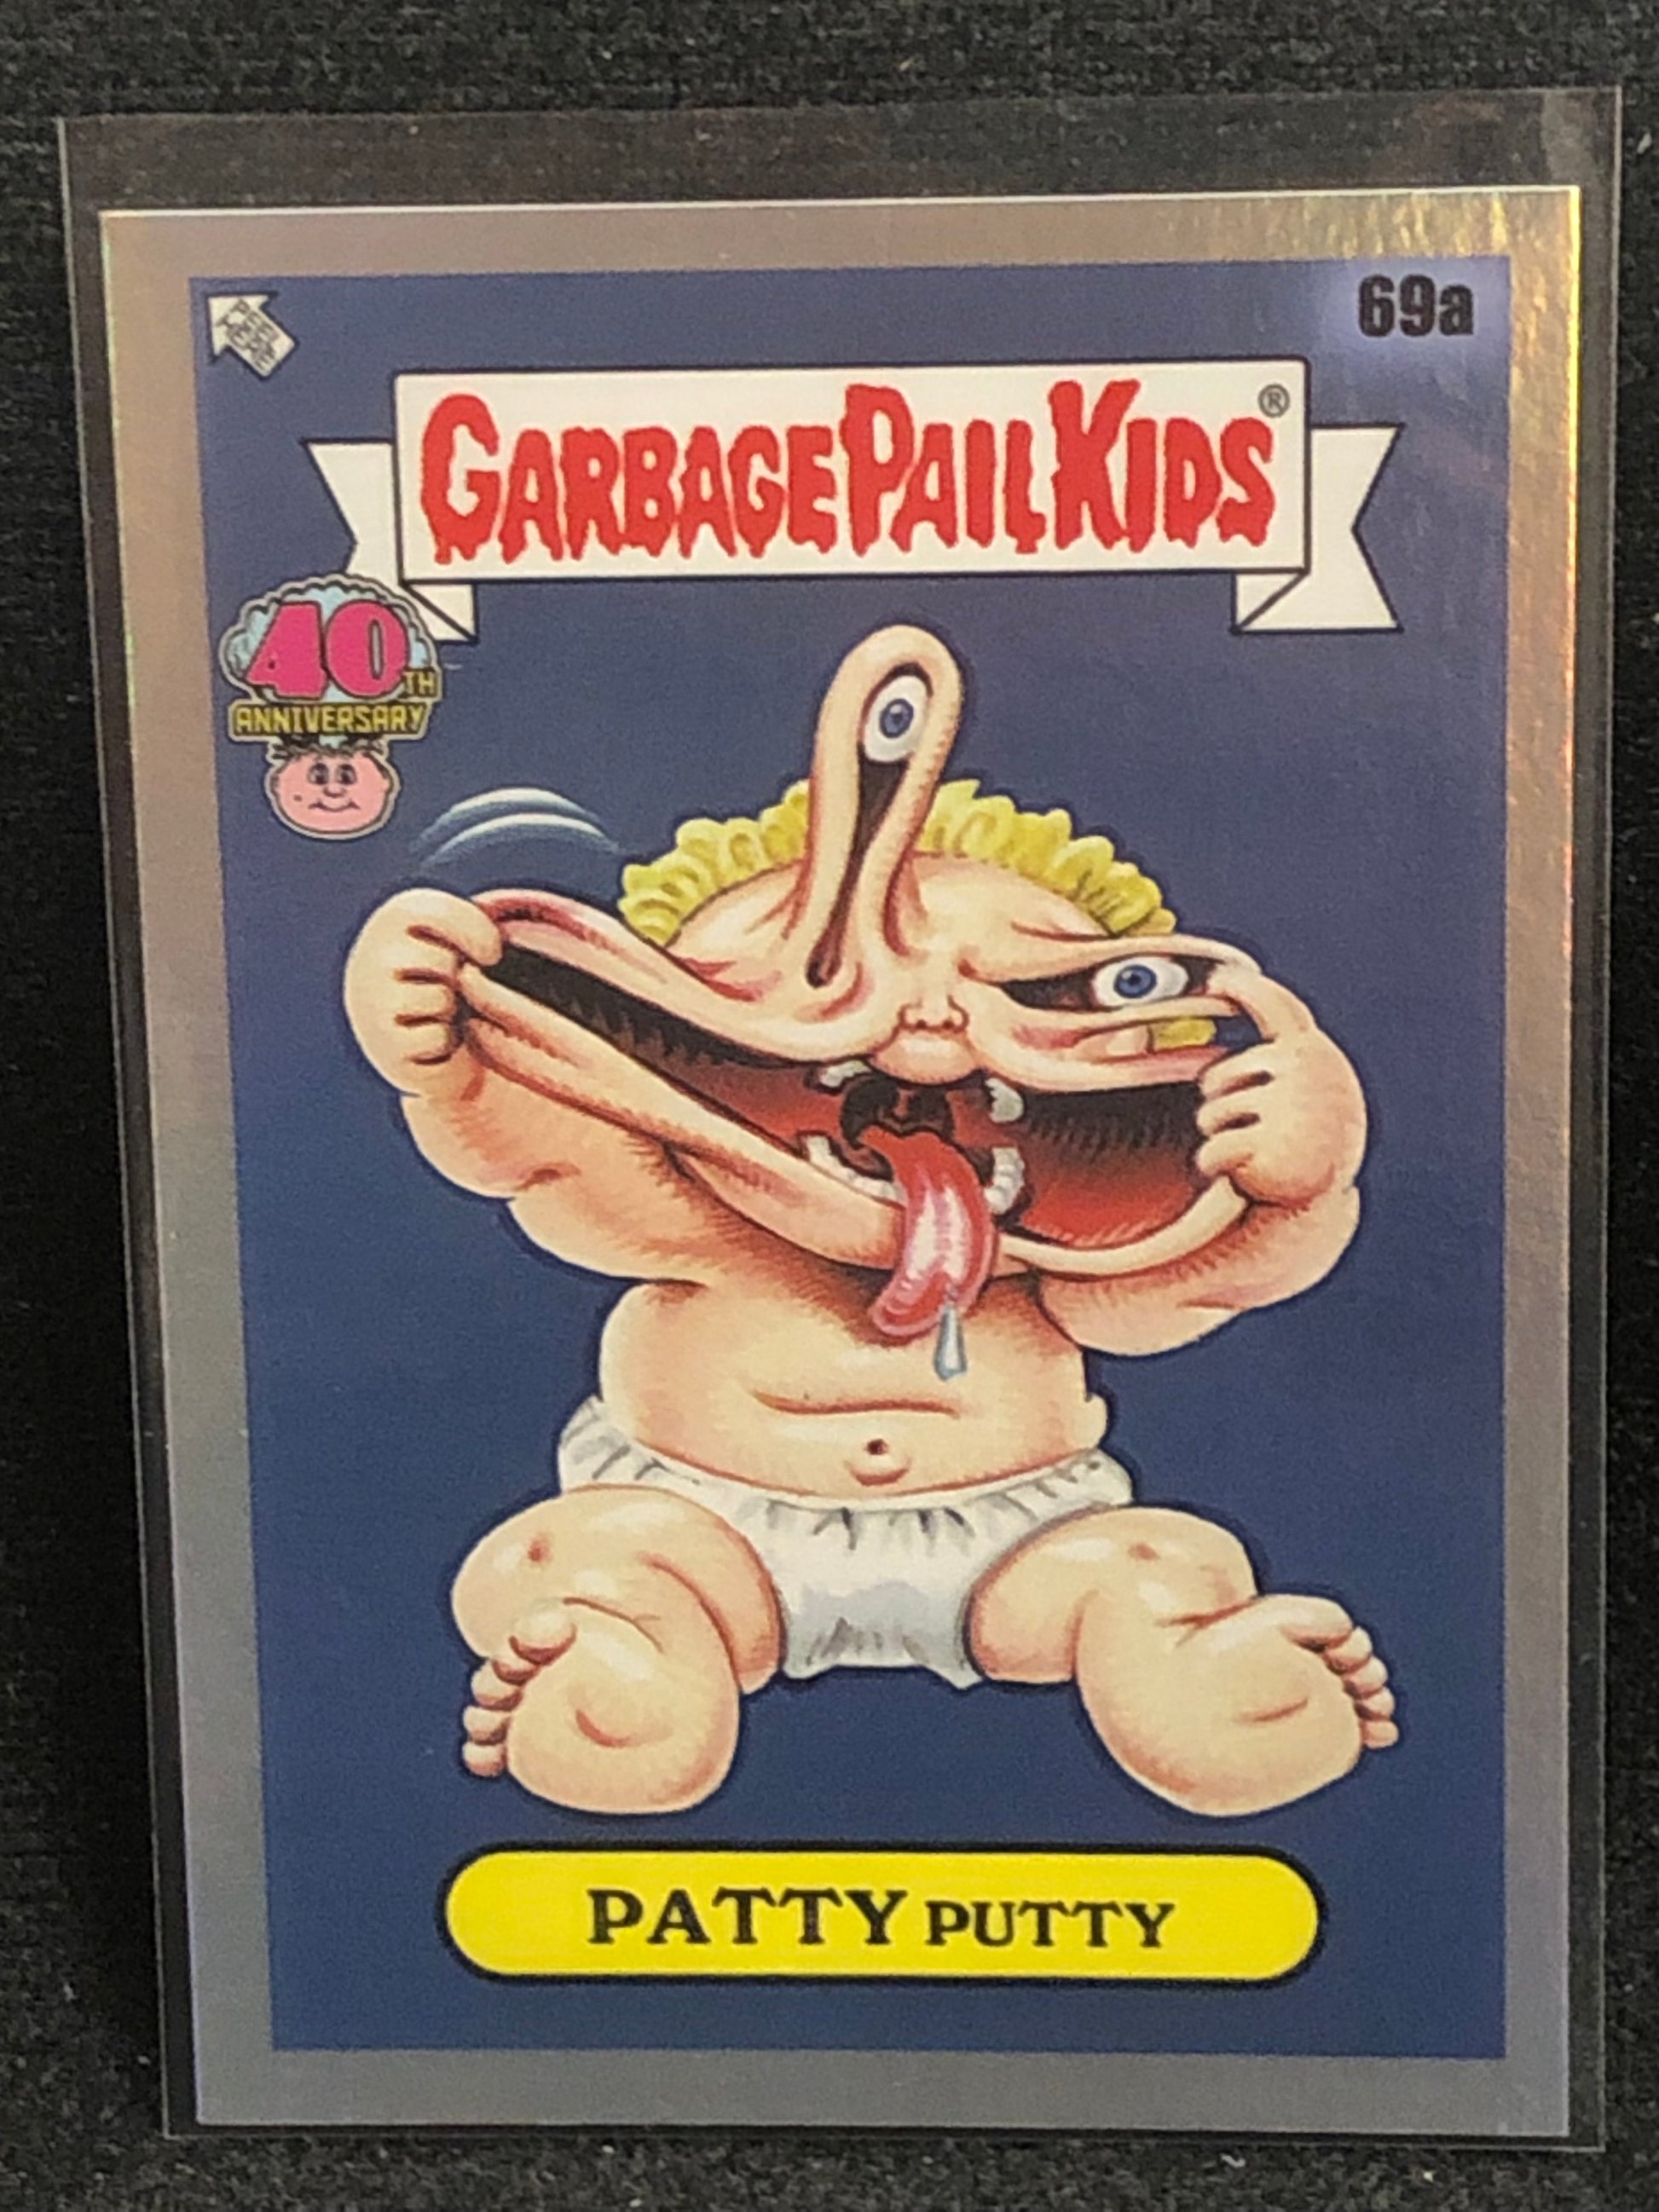 69a
GARBAGE PAIL KIDS®
40TH
ANNIVERSARY
PATTY PUTTY